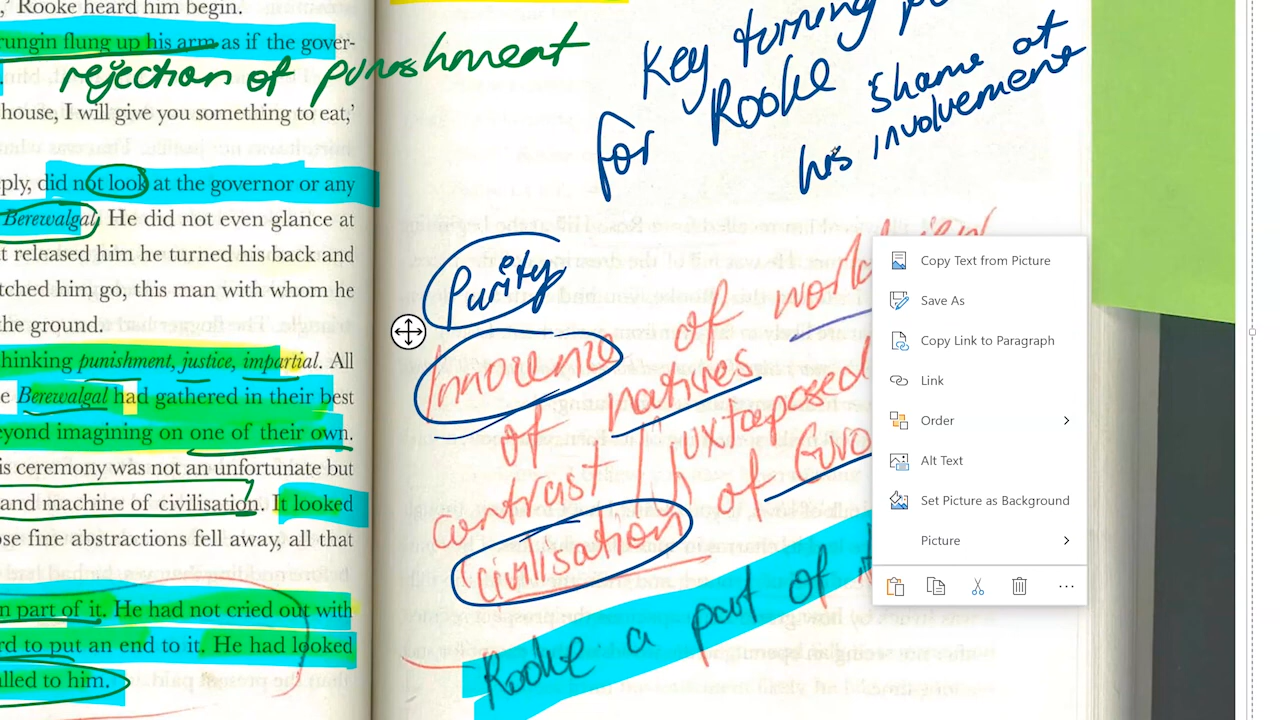 ,' Rooke heard him begin.
rungin flung up his arm as if the gover-
rejection of punishment
house, I will give you something to eat,'
ply, did not look at the governor or any
Berewalgal. He did not even glance at
t released him he turned his back and
tched him go, this man with whom he
the ground.
hinking punishment, justice, impartial. All
e Berewalgal had gathered in their best
eyond imagining on one of their own.
is ceremony was not an unfortunate but
and machine of civilisation. It looked
ose fine abstractions fell away, all that
n part of it. He had not cried out with
rd to put an end to it. He had looked
alled to him.
Key turning
for Rooke shame at
his involvement
Purity
Innocence of world
of natives
contrast / juxtaposed
civilisation of
Rooke a part of
Copy Text from Picture
Save As
Copy Link to Paragraph
Link
Order
Alt Text
Set Picture as Background
Picture